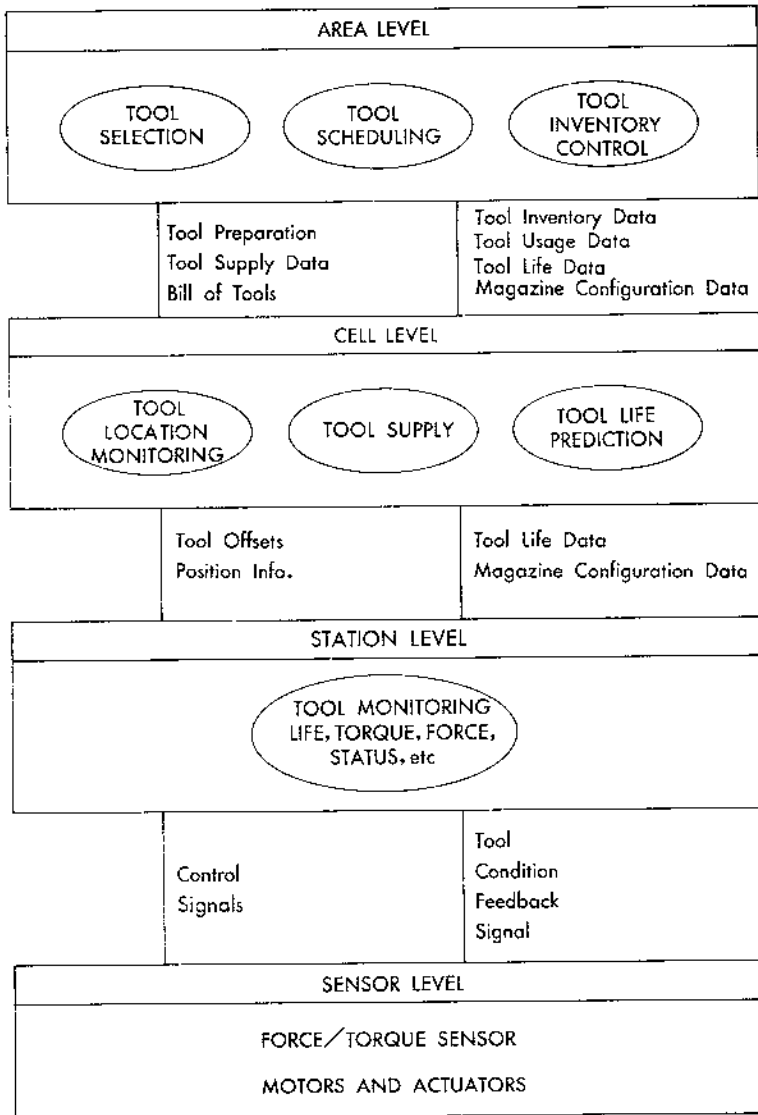 AREA LEVEL
TOOL
SELECTION
TOOL
SCHEDULING
TOOL
INVENTORY
CONTROL
Tool Preparation
Tool Supply Data
Bill of Tools
Tool Inventory Data
Tool Usage Data
Tool Life Data
Magazine Configuration Data
CELL LEVEL
TOOL
LOCATION
MONITORING
TOOL SUPPLY
TOOL LIFE
PREDICTION
Tool Offsets
Position Info.
Tool Life Data
Magazine Configuration Data
STATION LEVEL
TOOL MONITORING
LIFE, TORQUE, FORCE,
STATUS, etc
Control
Signals
Tool
Condition
Feedback
Signal
SENSOR LEVEL
FORCE/TORQUE SENSOR
MOTORS AND ACTUATORS